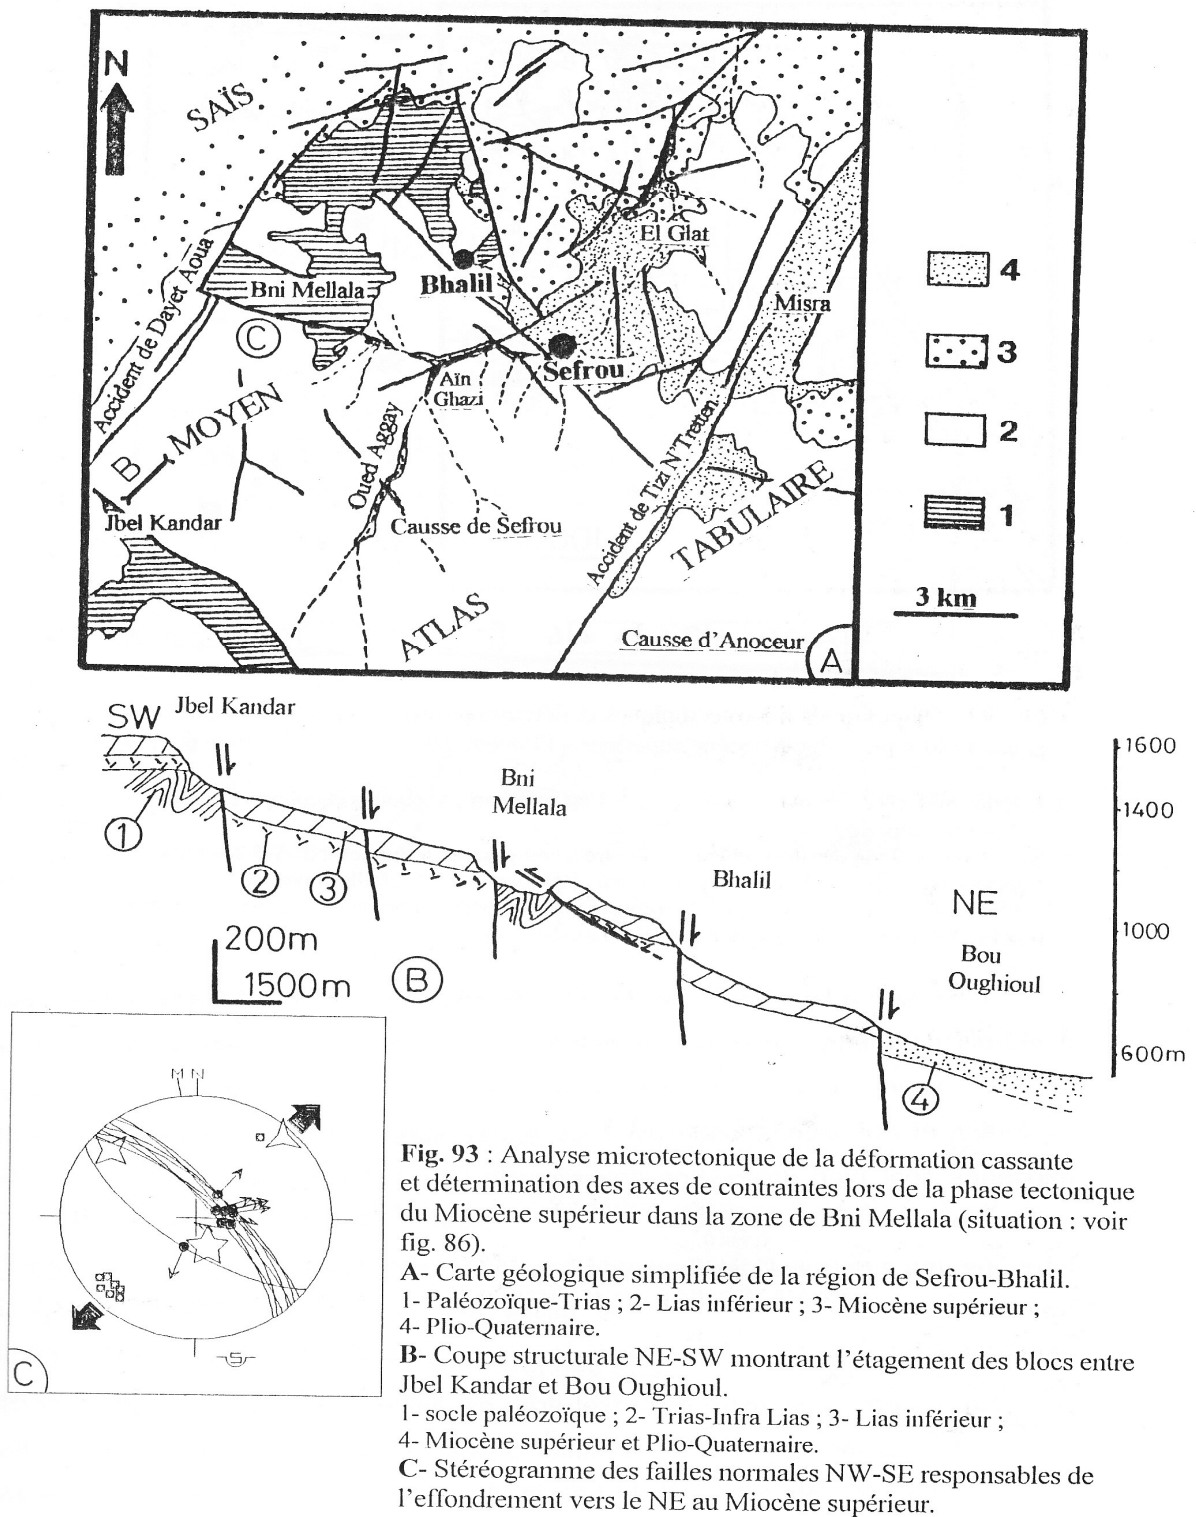 N
SAÏS
Accident de Dayet Aoua
Bni Mellala
Bhalil
El Glat
Misra
C
Sefrou
Aïn
Ghazi
MOYEN
B
Oued Aggay
Jbel Kandar
Causse de Sefrou
Accident de Tizi N'Tretten
TABULAIRE
ATLAS
Causse d'Anoceur
A
4
3
2
1
3 km
SW
Jbel Kandar
Bni
Mellala
Bhalil
NE
Bou
Oughioul
1
2
3
4
200m
1500m
B
1600
1400
1000
600m
M N
S
C
Fig. 93 : Analyse microtectonique de la déformation cassante
et détermination des axes de contraintes lors de la phase tectonique
du Miocène supérieur dans la zone de Bni Mellala (situation : voir
fig. 86).
A- Carte géologique simplifiée de la région de Sefrou-Bhalil.
1- Paléozoïque-Trias ; 2- Lias inférieur ; 3- Miocène supérieur ;
4- Plio-Quaternaire.
B- Coupe structurale NE-SW montrant l'étagement des blocs entre
Jbel Kandar et Bou Oughioul.
1- socle paléozoïque ; 2- Trias-Infra Lias ; 3- Lias inférieur ;
4- Miocène supérieur et Plio-Quaternaire.
C- Stéréogramme des failles normales NW-SE responsables de
l'effondrement vers le NE au Miocène supérieur.